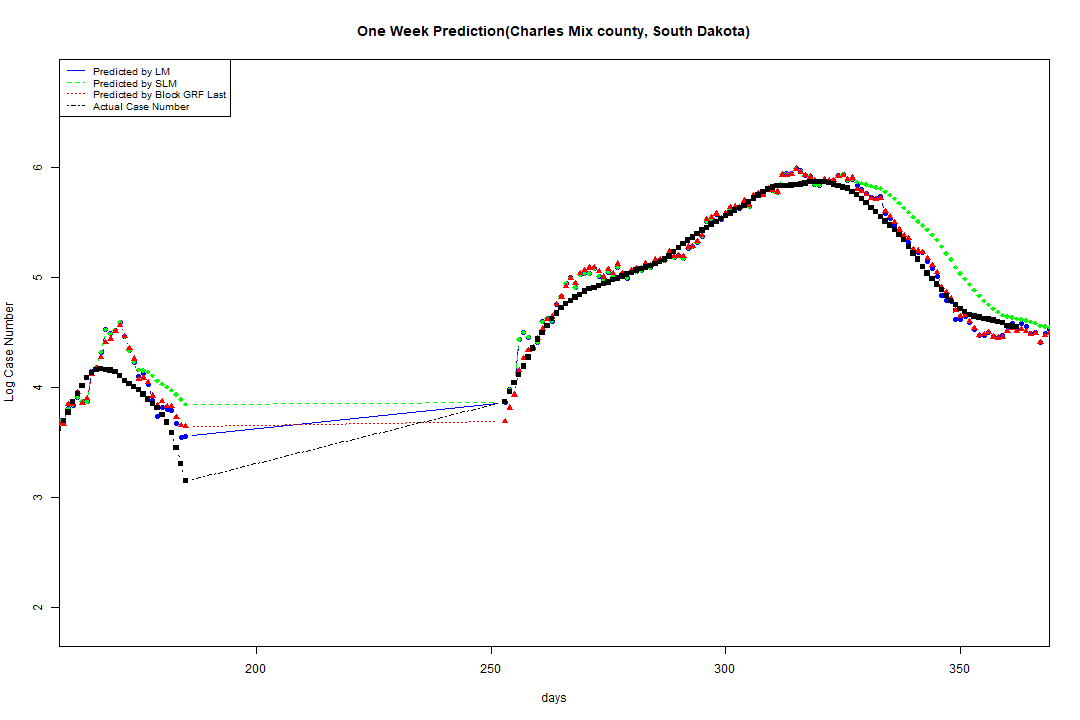 One Week Prediction(Charles Mix county, South Dakota)
Predicted by LM
Predicted by SLM
Predicted by Block GRF Last
Actual Case Number
Log Case Number
6
5
4
3
2
200 250 300 350
days